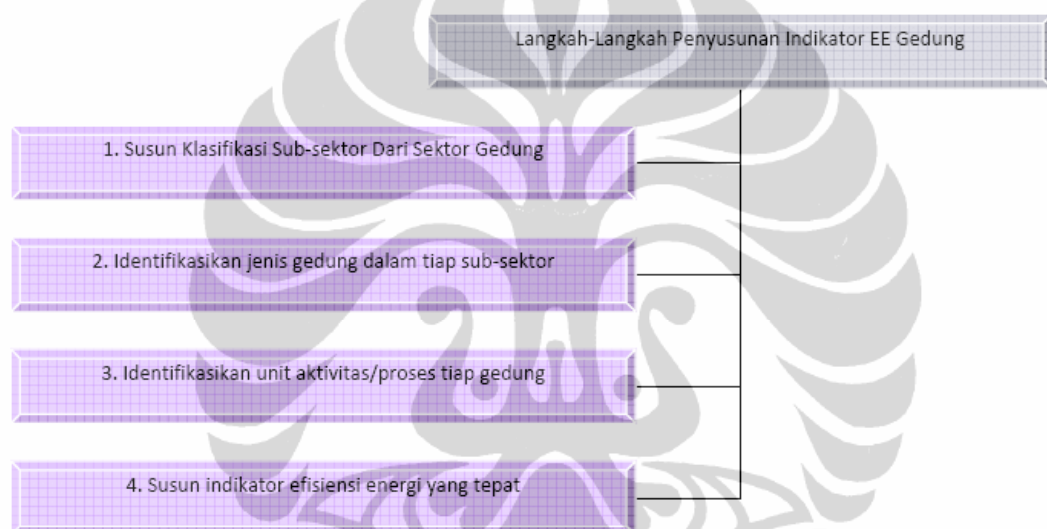 Langkah-Langkah Penyusunan Indikator EE Gedung
1. Susun Klasifikasi Sub-sektor Dari Sektor Gedung
2. Identifikasikan jenis gedung dalam tiap sub-sektor
3. Identifikasikan unit aktivitas/proses tiap gedung
4. Susun indikator efisiensi energi yang tepat